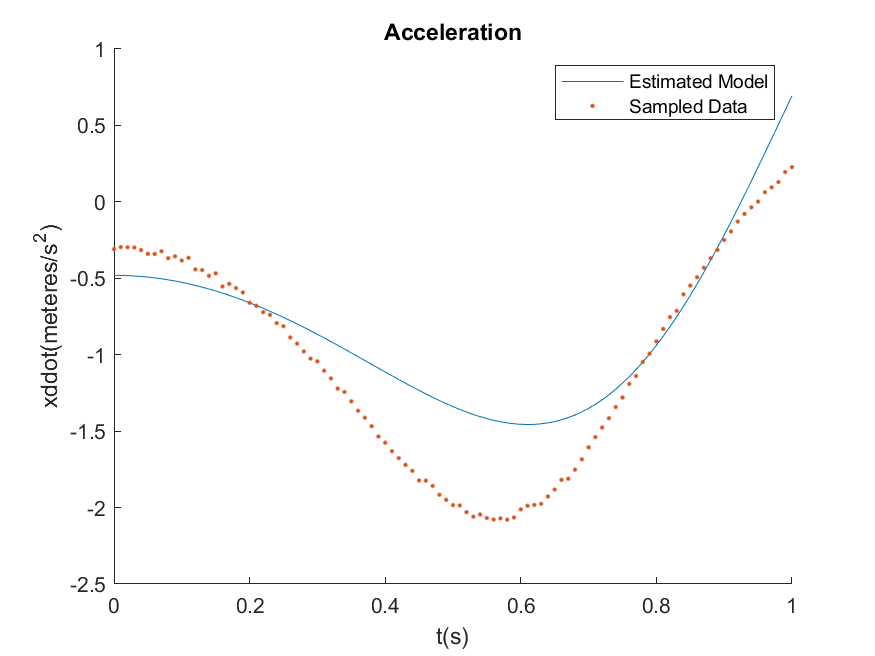 Acceleration
Estimated Model
Sampled Data
1
0.5
0
-0.5
-1
-1.5
-2
-2.5
xddot(meteres/s²)
0 0.2 0.4 0.6 0.8 1
t(s)